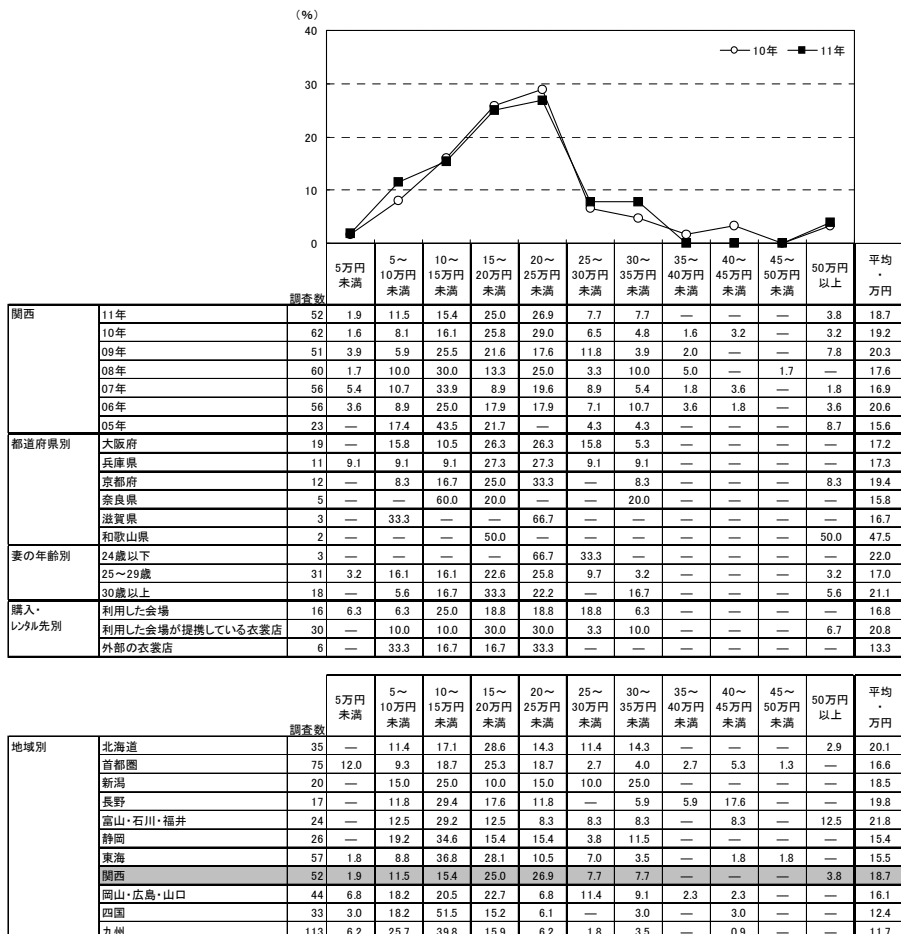 (%)
40
30
20
10
0
10年 11年
調査数 5万円未満 5～10万円未満 10～15万円未満 15～20万円未満 20～25万円未満 25～30万円未満 30～35万円未満 35～40万円未満 40～45万円未満 45～50万円未満 50万円以上 平均・万円
関西 11年 52 1.9 11.5 15.4 25.0 26.9 7.7 7.7 — — — 3.8 18.7
10年 62 1.6 8.1 16.1 25.8 29.0 6.5 4.8 1.6 3.2 — 3.2 19.2
09年 51 3.9 5.9 25.5 21.6 17.6 11.8 3.9 2.0 — — 7.8 20.3
08年 60 1.7 10.0 30.0 13.3 25.0 3.3 10.0 5.0 — 1.7 — 17.6
07年 56 5.4 10.7 33.9 8.9 19.6 8.9 5.4 1.8 3.6 — 1.8 16.9
06年 56 3.6 8.9 25.0 17.9 17.9 7.1 10.7 3.6 1.8 — 3.6 20.6
05年 23 — 17.4 43.5 21.7 — 4.3 4.3 — — — 8.7 15.6
都道府県別 大阪府 19 — 15.8 10.5 26.3 26.3 15.8 5.3 — — — — 17.2
兵庫県 11 9.1 9.1 9.1 27.3 27.3 9.1 9.1 — — — — 17.3
京都府 12 — 8.3 16.7 25.0 33.3 — 8.3 — — — 8.3 19.4
奈良県 5 — — 60.0 20.0 — — 20.0 — — — — 15.8
滋賀県 3 — 33.3 — — 66.7 — — — — — — 16.7
和歌山県 2 — — — 50.0 — — — — — — 50.0 47.5
妻の年齢別 24歳以下 3 — — — — 66.7 33.3 — — — — — 22.0
25～29歳 31 3.2 16.1 16.1 22.6 25.8 9.7 3.2 — — — 3.2 17.0
30歳以上 18 — 5.6 16.7 33.3 22.2 — 16.7 — — — 5.6 21.1
購入・レンタル先別 利用した会場 16 6.3 6.3 25.0 18.8 18.8 18.8 6.3 — — — — 16.8
利用した会場が提携している衣裳店 30 — 10.0 10.0 30.0 30.0 3.3 10.0 — — — 6.7 20.8
外部の衣裳店 6 — 33.3 16.7 16.7 33.3 — — — — — — 13.3
調査数 5万円未満 5～10万円未満 10～15万円未満 15～20万円未満 20～25万円未満 25～30万円未満 30～35万円未満 35～40万円未満 40～45万円未満 45～50万円未満 50万円以上 平均・万円
地域別 北海道 35 — 11.4 17.1 28.6 14.3 11.4 14.3 — — — 2.9 20.1
首都圏 75 12.0 9.3 18.7 25.3 18.7 2.7 4.0 2.7 5.3 1.3 — 16.6
新潟 20 — 15.0 25.0 10.0 15.0 10.0 25.0 — — — — 18.5
長野 17 — 11.8 29.4 17.6 11.8 — 5.9 5.9 17.6 — — 19.8
富山・石川・福井 24 — 12.5 29.2 12.5 8.3 8.3 8.3 — 8.3 — 12.5 21.8
静岡 26 — 19.2 34.6 15.4 15.4 3.8 11.5 — — — — 15.4
東海 57 1.8 8.8 36.8 28.1 10.5 7.0 3.5 — 1.8 1.8 — 15.5
関西 52 1.9 11.5 15.4 25.0 26.9 7.7 7.7 — — — 3.8 18.7
岡山・広島・山口 44 6.8 18.2 20.5 22.7 6.8 11.4 9.1 2.3 2.3 — — 16.1
四国 33 3.0 18.2 51.5 15.2 6.1 — 3.0 — 3.0 — — 12.4
九州 113 6.2 25.7 39.8 15.9 6.2 1.8 3.5 — 0.9 — — 11.7